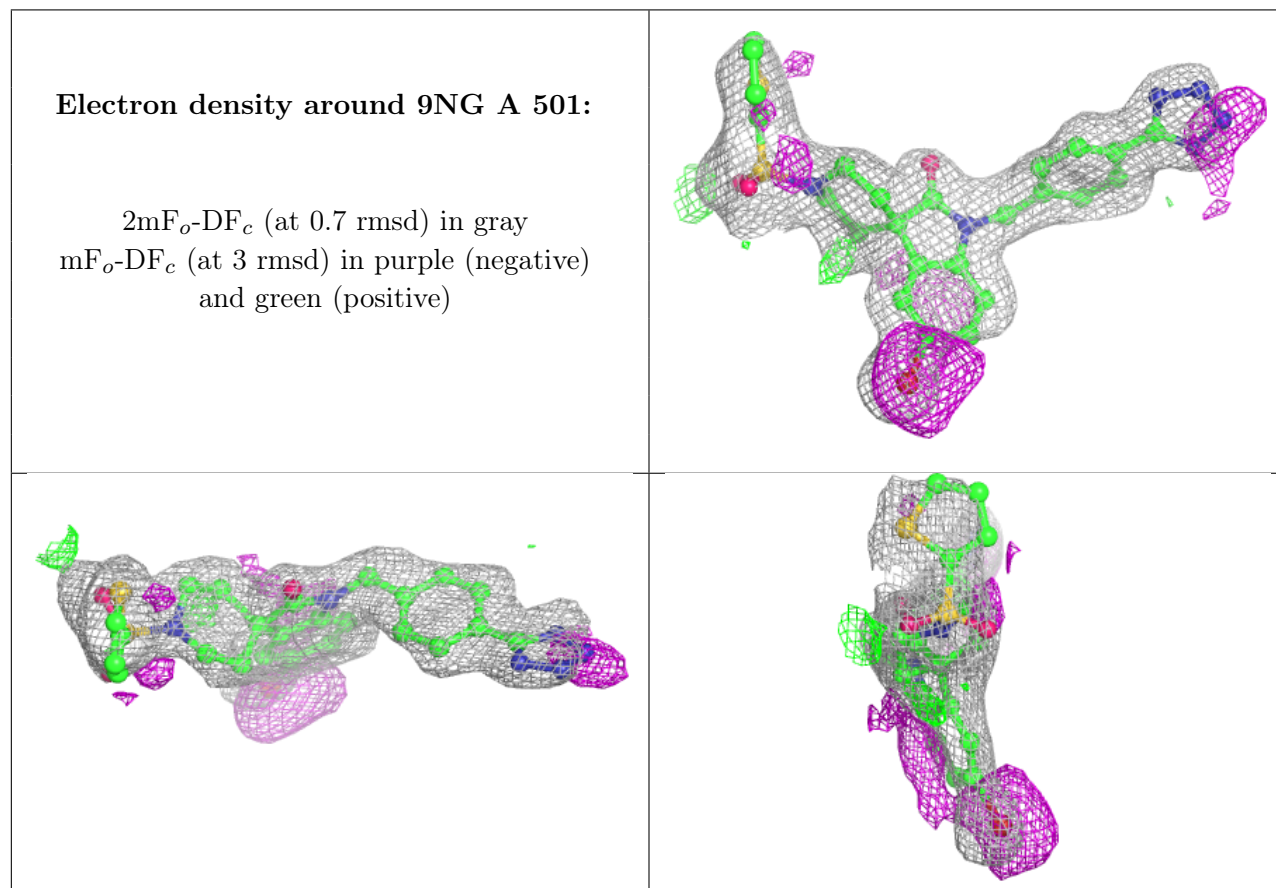 Electron density around 9NG A 501:
2mFo-DFc (at 0.7 rmsd) in gray
mFo-DFc (at 3 rmsd) in purple (negative)
and green (positive)